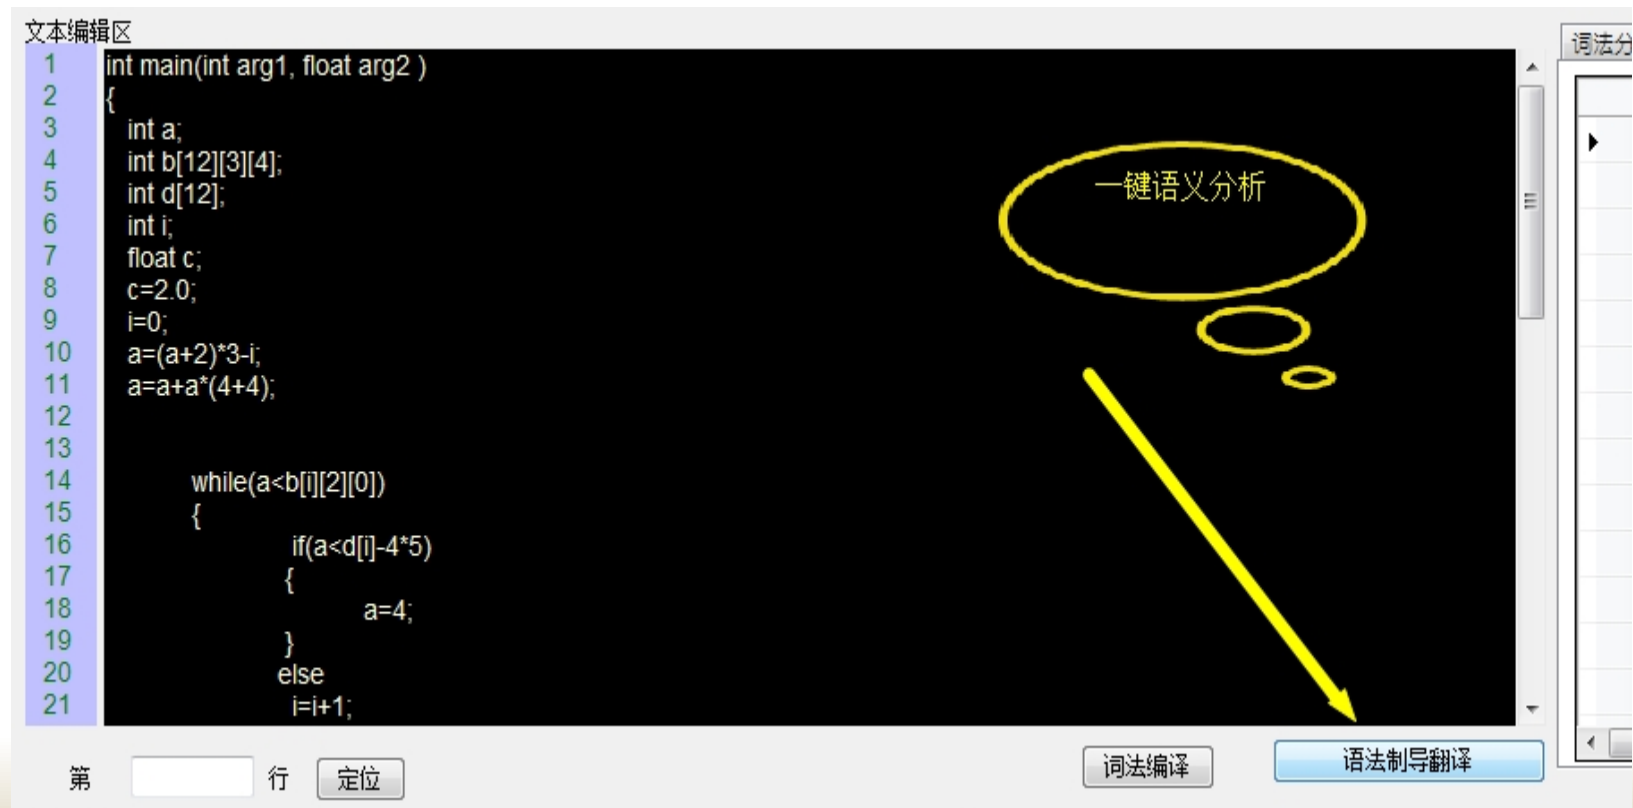 文本编辑区
词法分
1 int main(int arg1, float arg2 )
2 {
3 int a;
4 int b[12][3][4];
5 int d[12];
6 int i;
7 float c;
8 c=2.0;
9 i=0;
10 a=(a+2)*3-i;
11 a=a+a*(4+4);
12
13
14 while(a<b[i][2][0])
15 {
16 if(a<d[i]-4*5)
17 {
18 a=4;
19 }
20 else
21 i=i+1;
一键语义分析
第 行 定位 词法编译 语法制导翻译